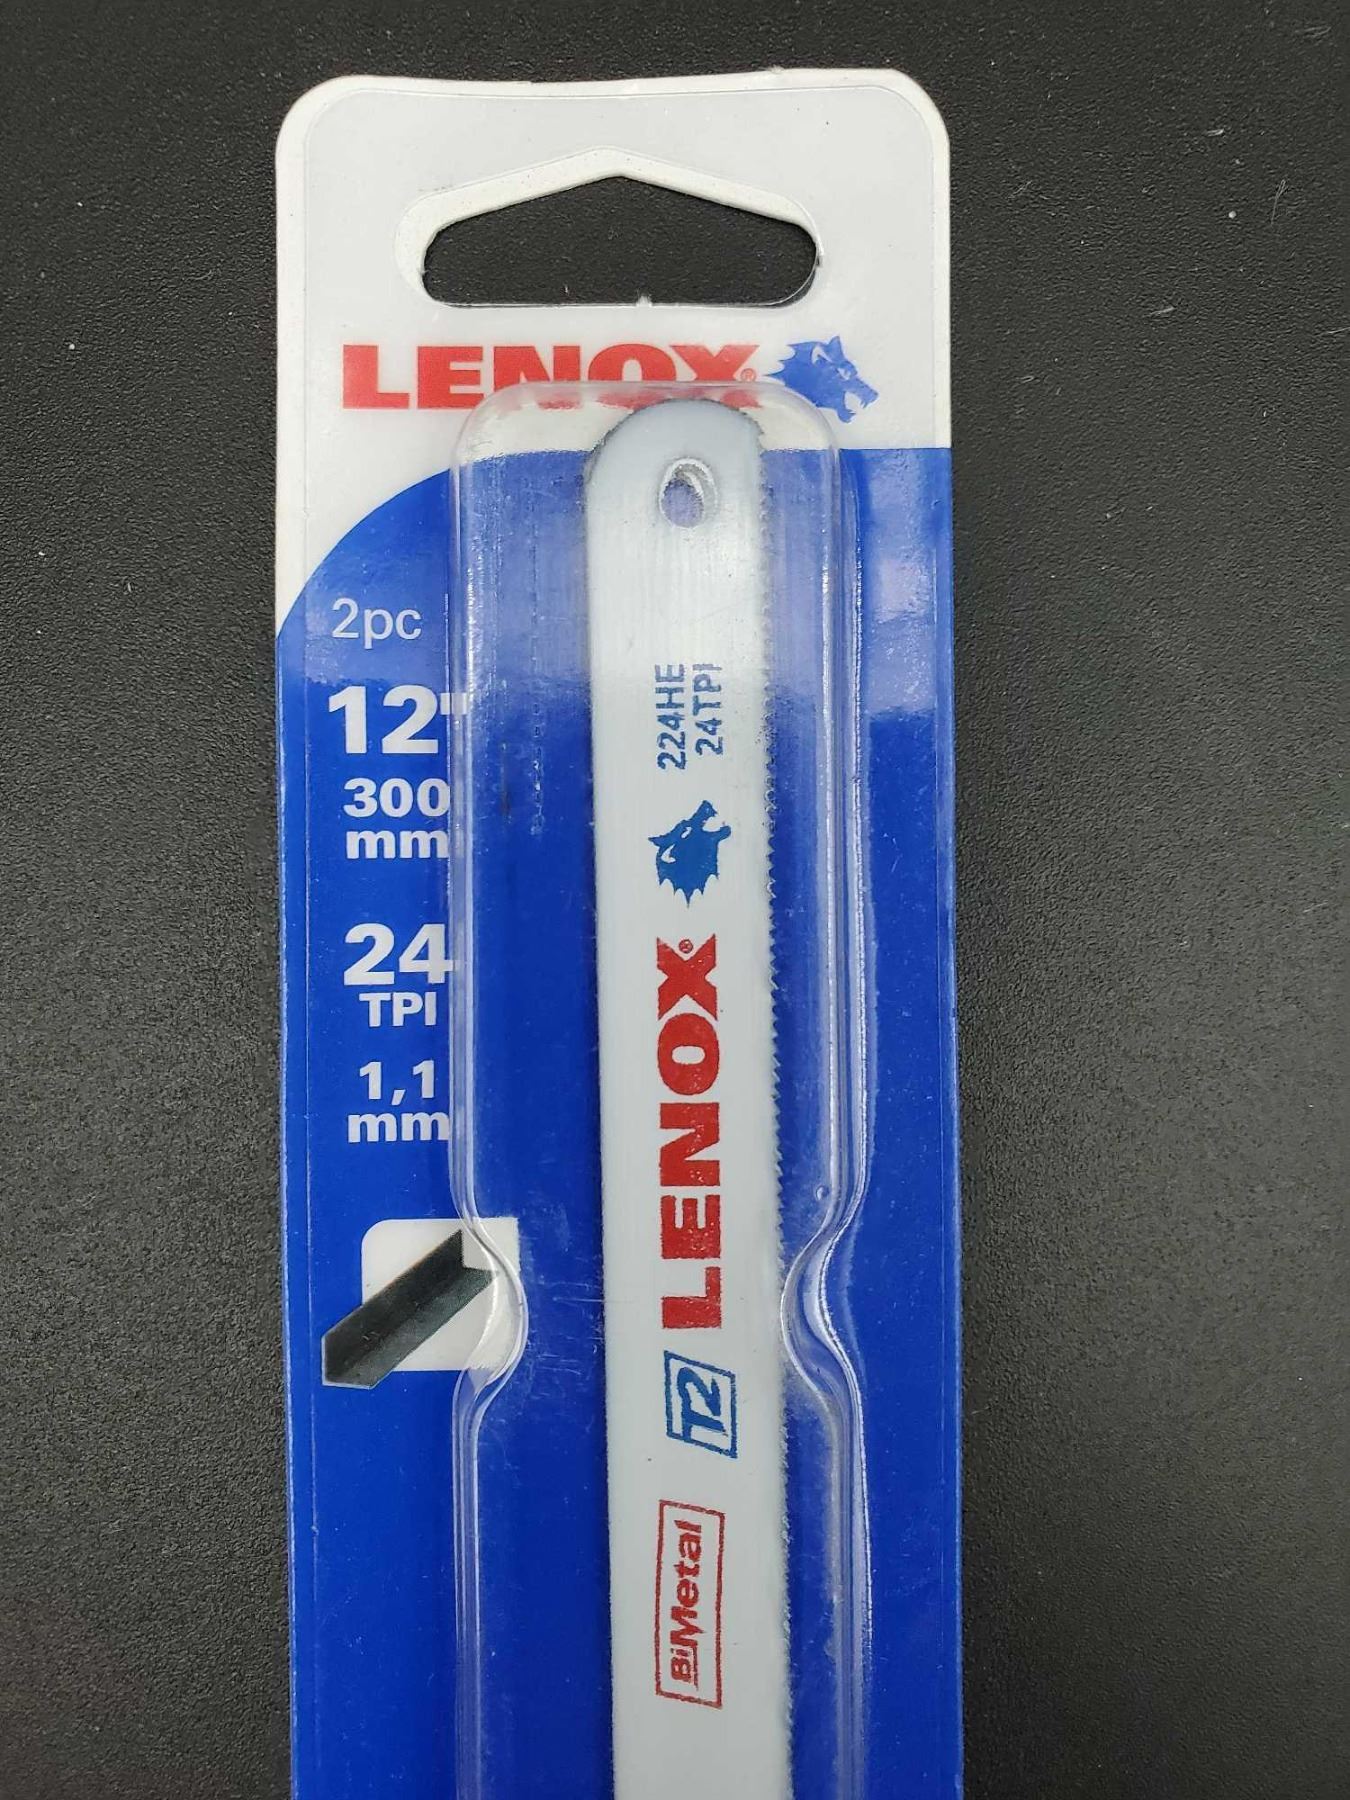 LENOX®
2pc
12"
300
mm
24
TPI
1,1
mm
224HE
24TPI
LENOX®
T2
BiMetal